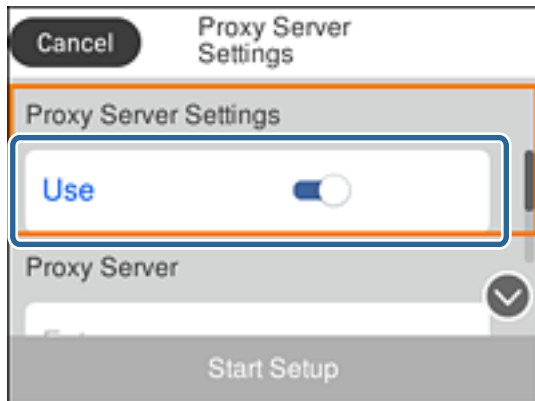 Cancel
Proxy Server
Settings
Proxy Server Settings
Use
Proxy Server
Start Setup